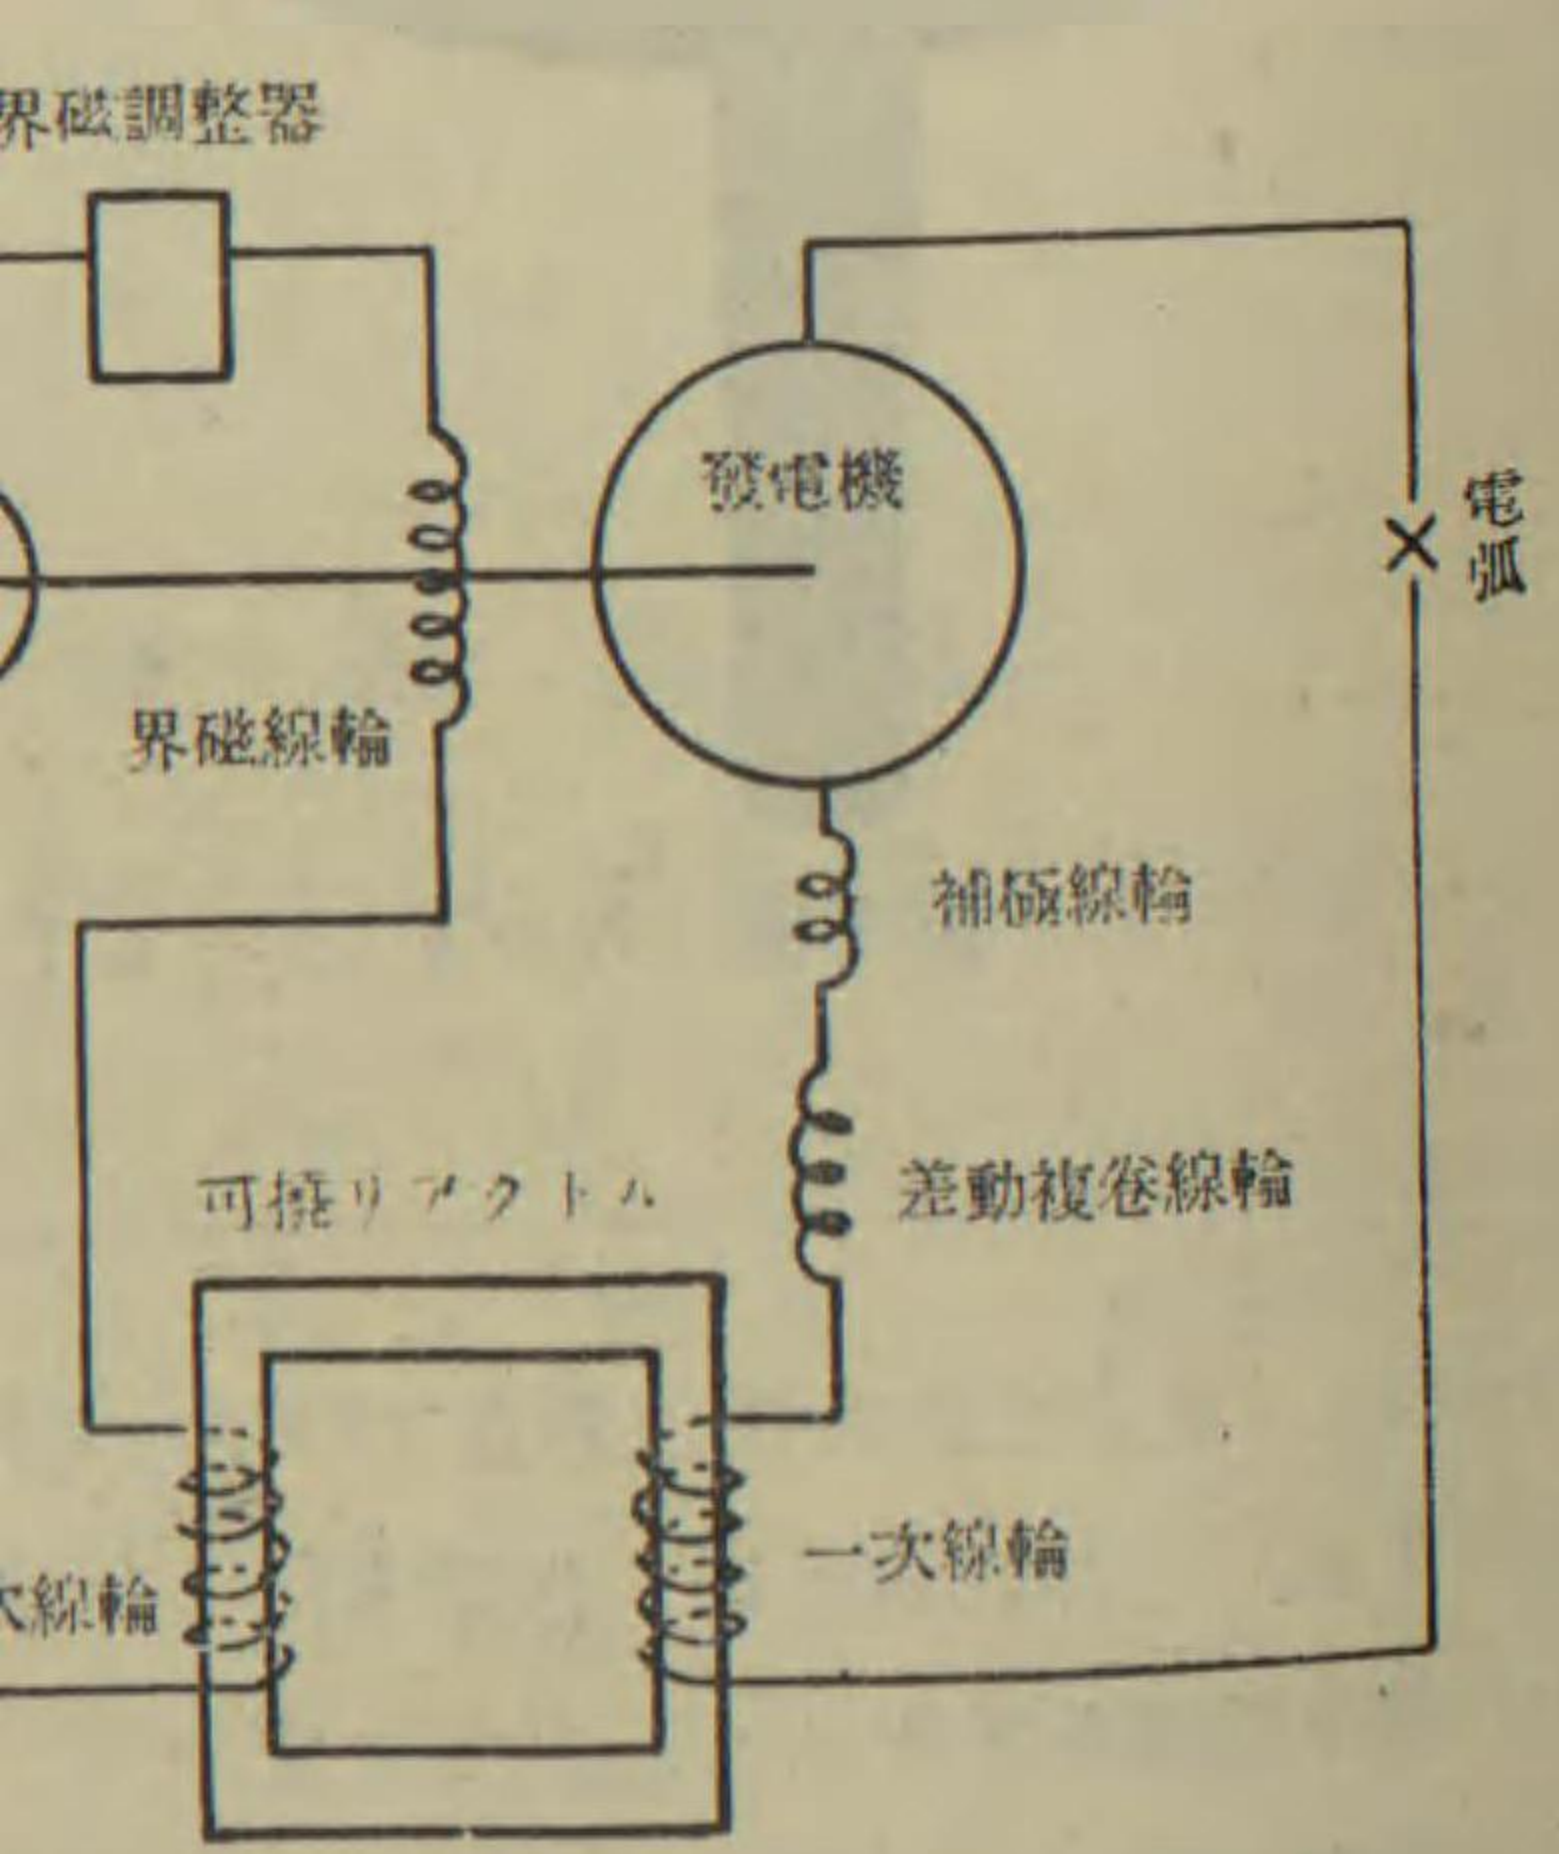 界磁調整器
發電機
電弧
界磁線輪
補極線輪
差動複卷線輪
可撓リアクトル
一次線輪
次線輪